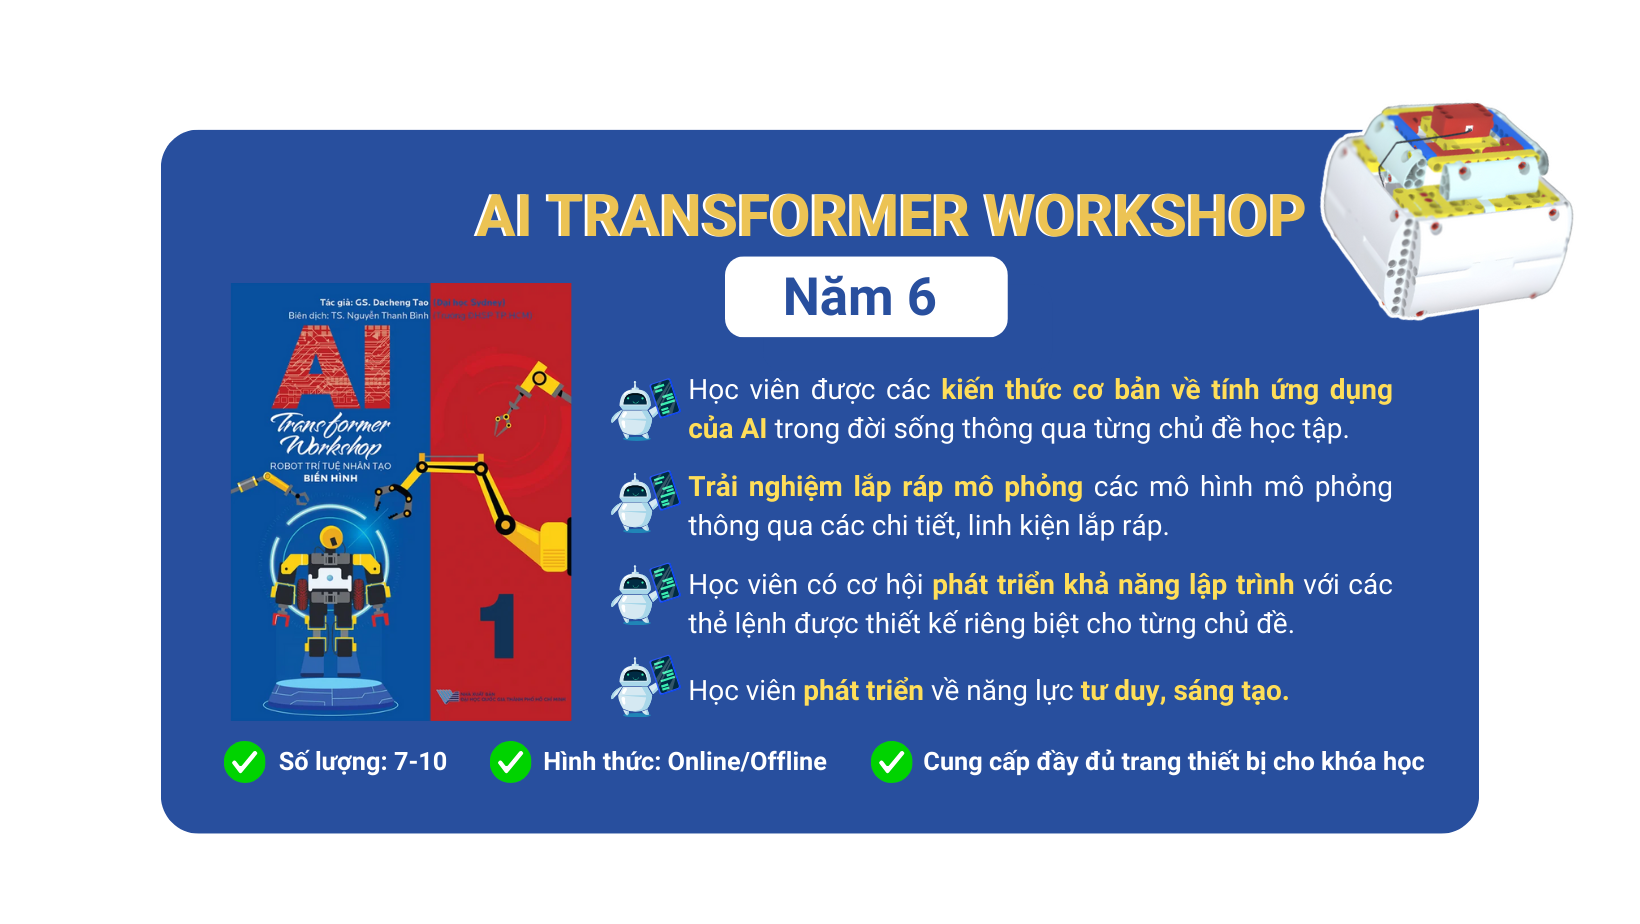 AI TRANSFORMER WORKSHOP
Năm 6
Tác giả: GS. Dacheng Tao (Đại học Sydney)
Biên dịch: TS. Nguyễn Thanh Bình
AI
Transformer
Workshop
ROBOT TRÍ TUỆ NHÂN TẠO
BIẾN HÌNH
1
Học viên được các kiến thức cơ bản về tính ứng dụng
của AI trong đời sống thông qua từng chủ đề học tập.
Trải nghiệm lắp ráp mô phỏng các mô hình mô phỏng
thông qua các chi tiết, linh kiện lắp ráp.
Học viên có cơ hội phát triển khả năng lập trình với các
thẻ lệnh được thiết kế riêng biệt cho từng chủ đề.
Học viên phát triển về năng lực tư duy, sáng tạo.
Số lượng: 7-10
Hình thức: Online/Offline
Cung cấp đầy đủ trang thiết bị cho khóa học